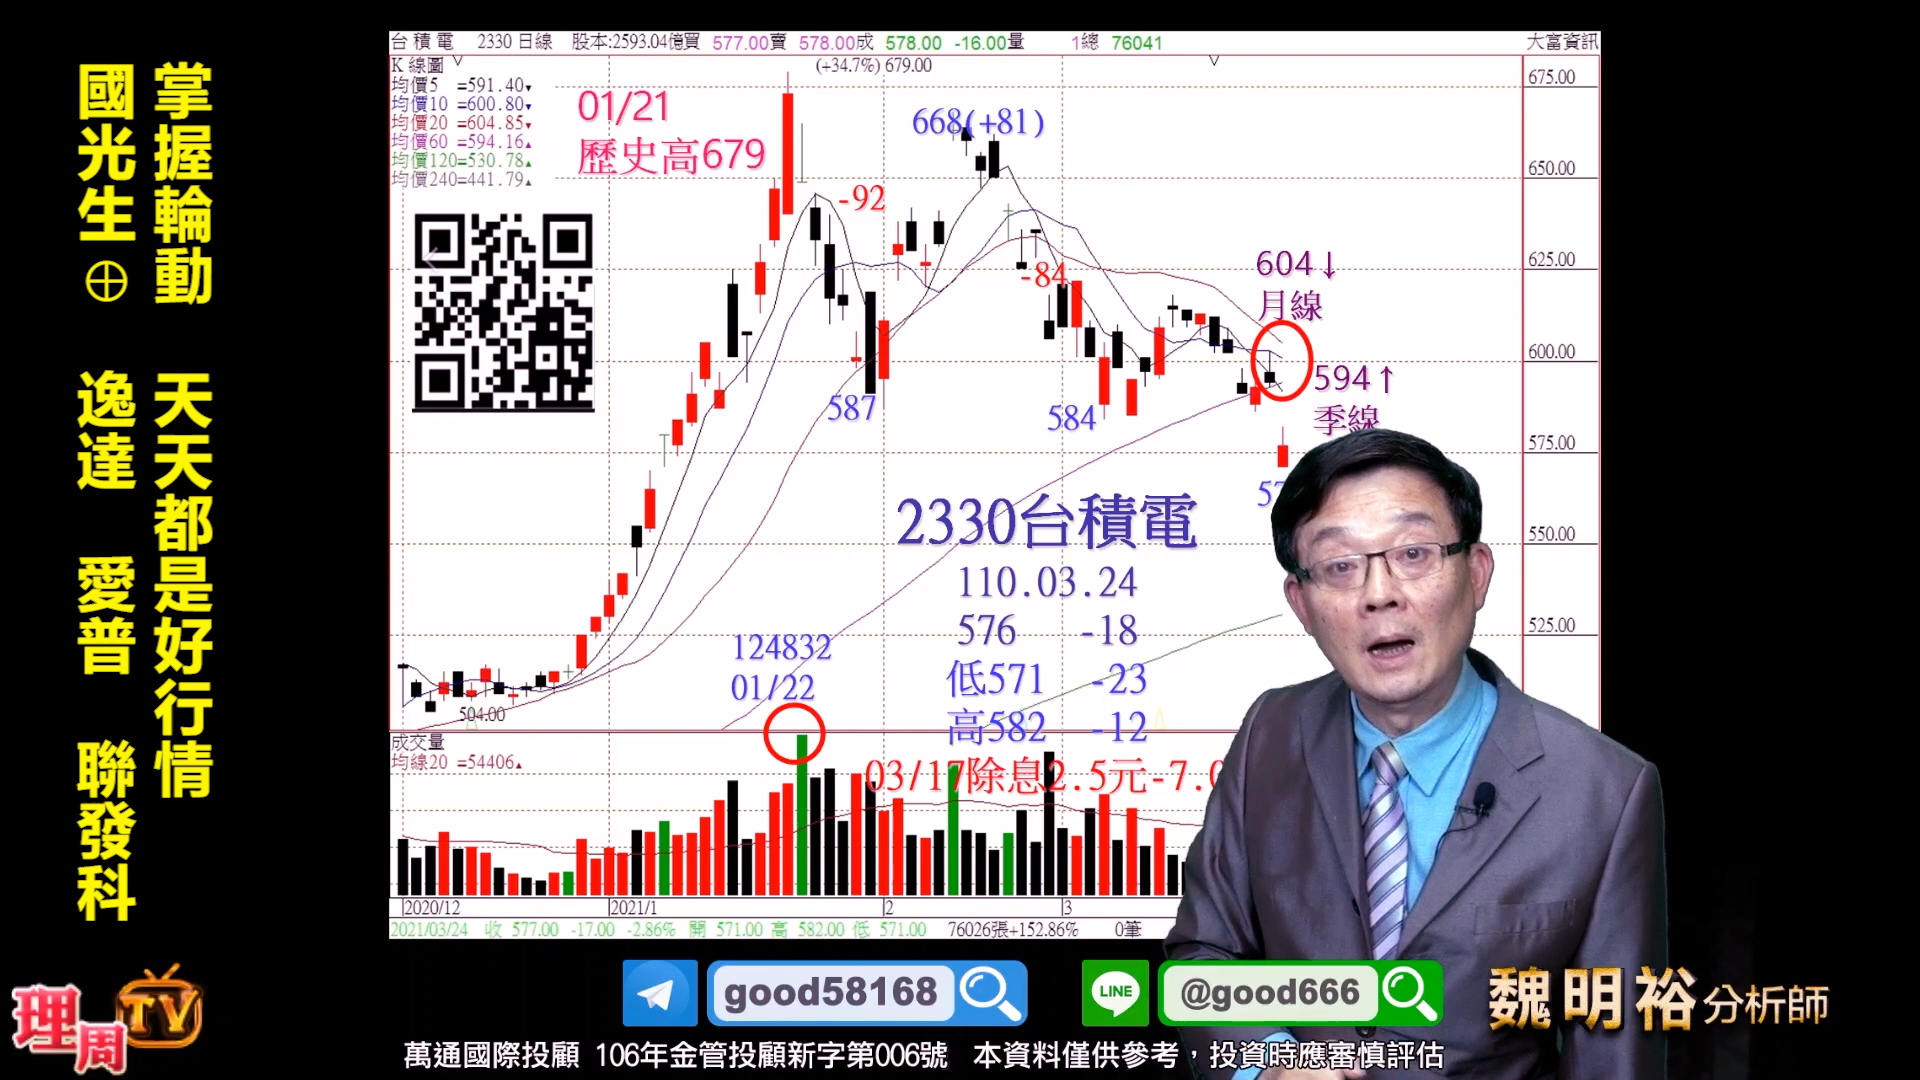 掌握輪動 天天都是好行情
國光生⊕ 逸達 愛普 聯發科
台積電 2330 日線 股本:2593.04億買 577.00賣 578.00成 578.00 -16.00量 1總 76041 大富資訊
K 線圖
(+34.7%) 679.00
均價5 =591.40▼
均價10 =600.80▼
均價20 =604.85▼
均價60 =594.16▲
均價120=530.78▲
均價240=441.79▲
01/21
歷史高679
668(+81)
-92
-84
604↓
月線
594↑
季線
587
584
675.00
650.00
625.00
600.00
575.00
550.00
525.00
2330台積電
110.03.24
576 -18
低571 -23
高582 -12
03/17除息2.5元-7.0
124832
01/22
504.00
成交量
均線20 =54406▲
2020/12 2021/1 2 3
2021/03/24 收 577.00 -17.00 -2.86% 開 571.00 高 582.00 低 571.00 76026張+152.86% 0筆
good58168
LINE @good666
理周TV
魏明裕分析師
萬通國際投顧 106年金管投顧新字第006號 本資料僅供參考,投資時應審慎評估